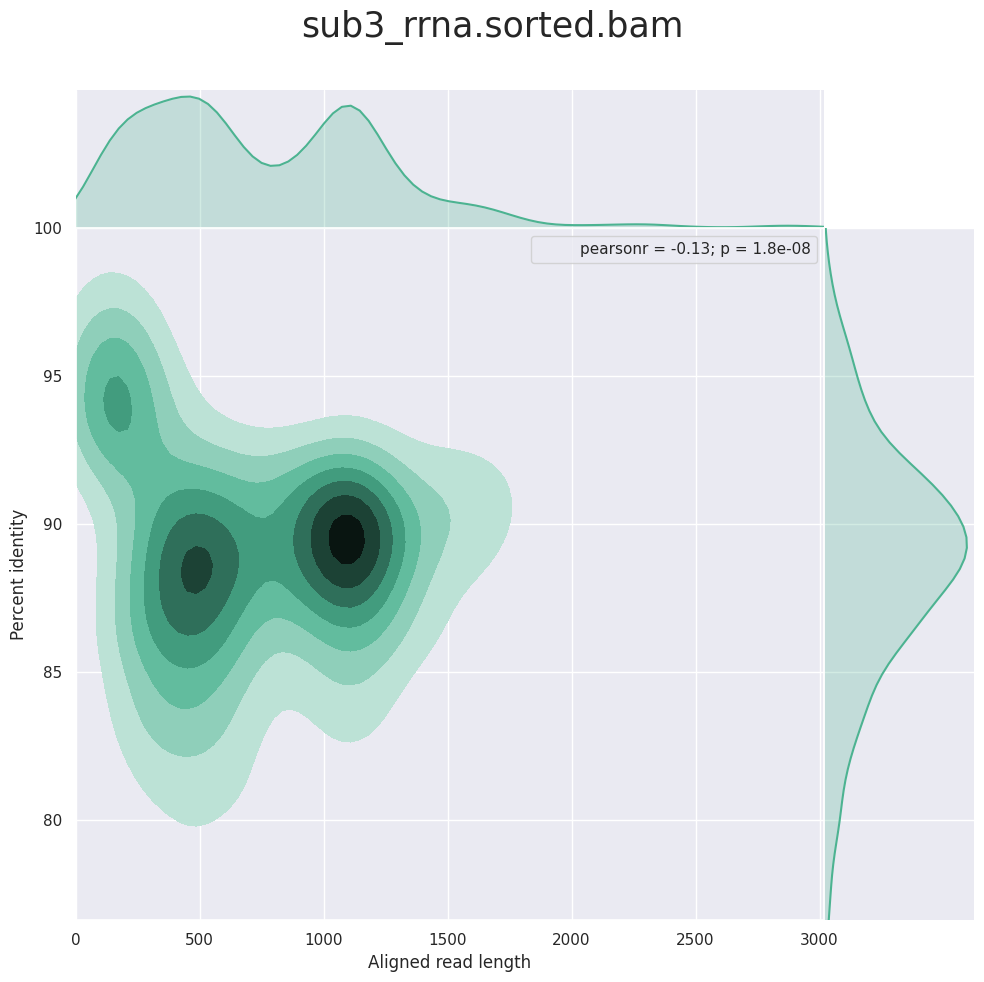 sub3_rrna.sorted.bam
100
pearsonr = -0.13; p = 1.8e-08
95
90
85
80
Percent identity
0 500 1000 1500 2000 2500 3000
Aligned read length